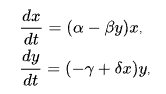 dx/dt = (α − βy)x,
dy/dt = (−γ + δx)y,